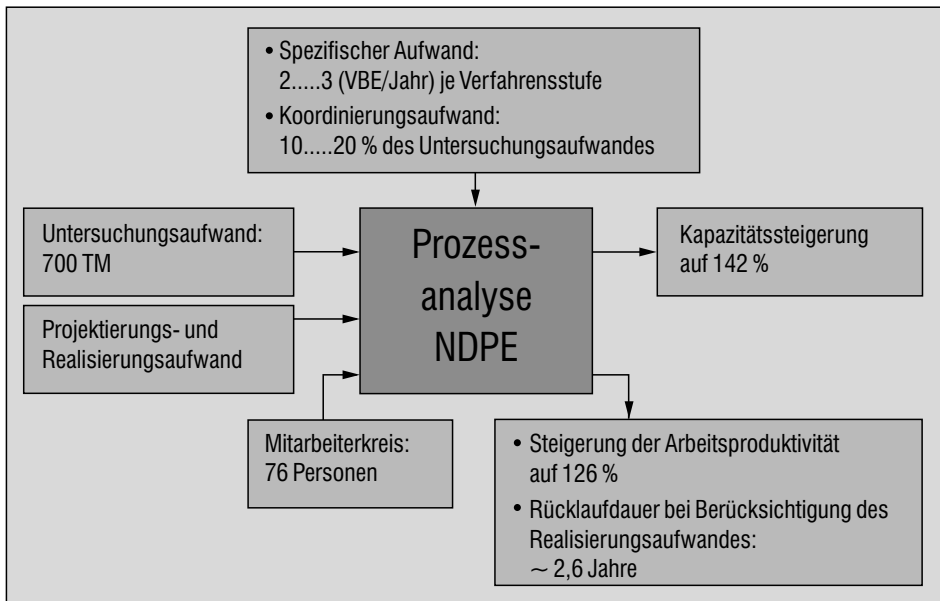 • Spezifischer Aufwand:
2.....3 (VBE/Jahr) je Verfahrensstufe
• Koordinierungsaufwand:
10.....20 % des Untersuchungsaufwandes
Untersuchungsaufwand:
700 TM
Projektierungs- und
Realisierungsaufwand
Mitarbeiterkreis:
76 Personen
Prozess-
analyse
NDPE
Kapazitätssteigerung
auf 142 %
• Steigerung der Arbeitsproduktivität
auf 126 %
• Rücklaufdauer bei Berücksichtigung des
Realisierungsaufwandes:
~ 2,6 Jahre